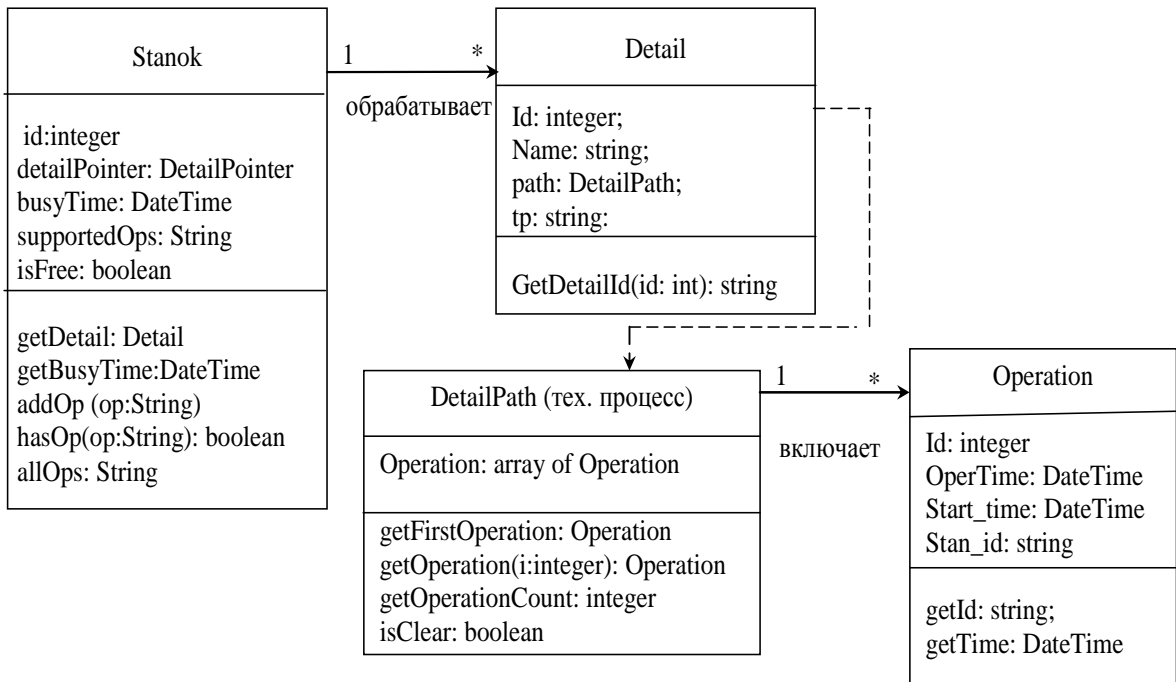 Stanok
id:integer
detailPointer: DetailPointer
busyTime: DateTime
supportedOps: String
isFree: boolean
getDetail: Detail
getBusyTime:DateTime
addOp (op:String)
hasOp(op:String): boolean
allOps: String
1
*
обрабатывает
Detail
Id: integer;
Name: string;
path: DetailPath;
tp: string:
GetDetailId(id: int): string
DetailPath (тех. процесс)
Operation: array of Operation
getFirstOperation: Operation
getOperation(i:integer): Operation
getOperationCount: integer
isClear: boolean
1
*
включает
Operation
Id: integer
OperTime: DateTime
Start_time: DateTime
Stan_id: string
getId: string;
getTime: DateTime